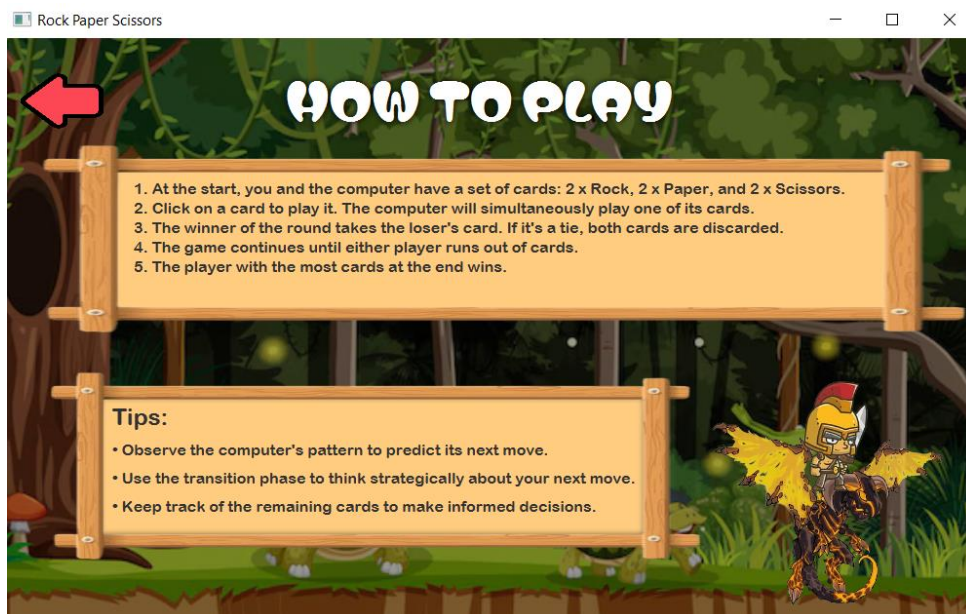 Rock Paper Scissors
HOW TO PLAY
1. At the start, you and the computer have a set of cards: 2 x Rock, 2 x Paper, and 2 x Scissors.
2. Click on a card to play it. The computer will simultaneously play one of its cards.
3. The winner of the round takes the loser's card. If it's a tie, both cards are discarded.
4. The game continues until either player runs out of cards.
5. The player with the most cards at the end wins.
Tips:
• Observe the computer's pattern to predict its next move.
• Use the transition phase to think strategically about your next move.
• Keep track of the remaining cards to make informed decisions.